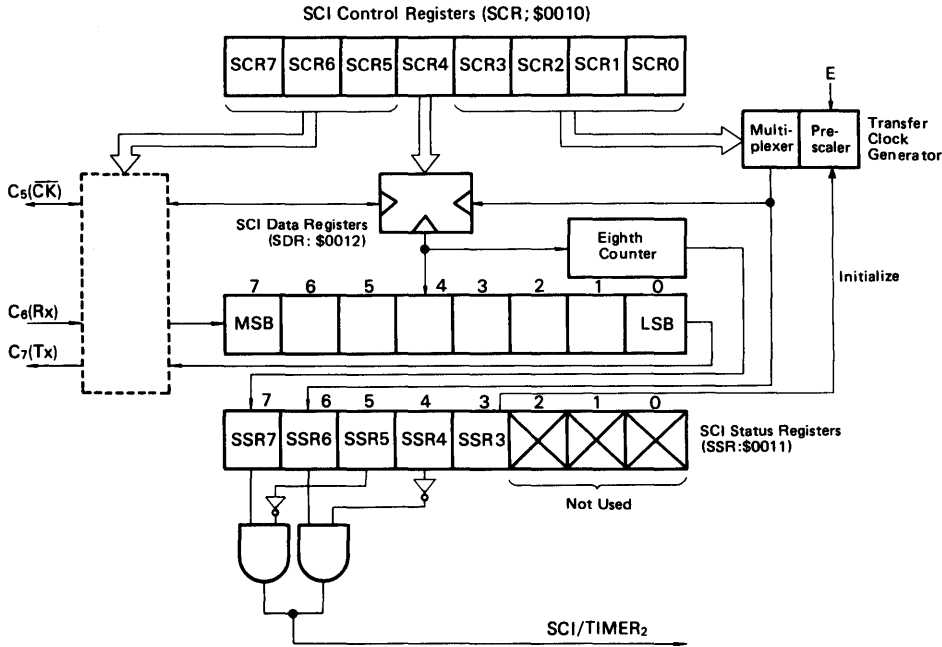 SCI Control Registers (SCR; $0010)
SCR7 SCR6 SCR5 SCR4 SCR3 SCR2 SCR1 SCR0
E
Multi-
plexer
Pre-
scaler
Transfer
Clock
Generator
C5(CK)
SCI Data Registers
(SDR: $0012)
Eighth
Counter
Initialize
7 6 5 4 3 2 1 0
C6(Rx)
MSB LSB
C7(Tx)
7 6 5 4 3 2 1 0
SSR7 SSR6 SSR5 SSR4 SSR3
SCI Status Registers
(SSR:$0011)
Not Used
SCI/TIMER2